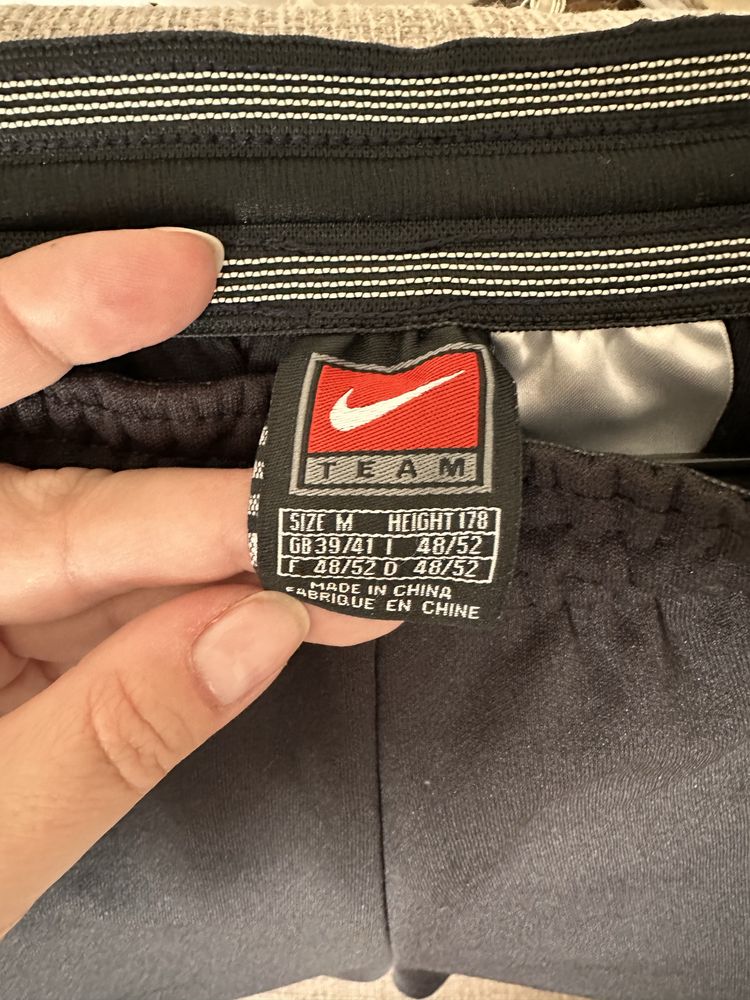 TEAM
SIZE M HEIGHT 178
GB 39/41 I 48/52
F 48/52 D 48/52
MADE IN CHINA
FABRIQUE EN CHINE